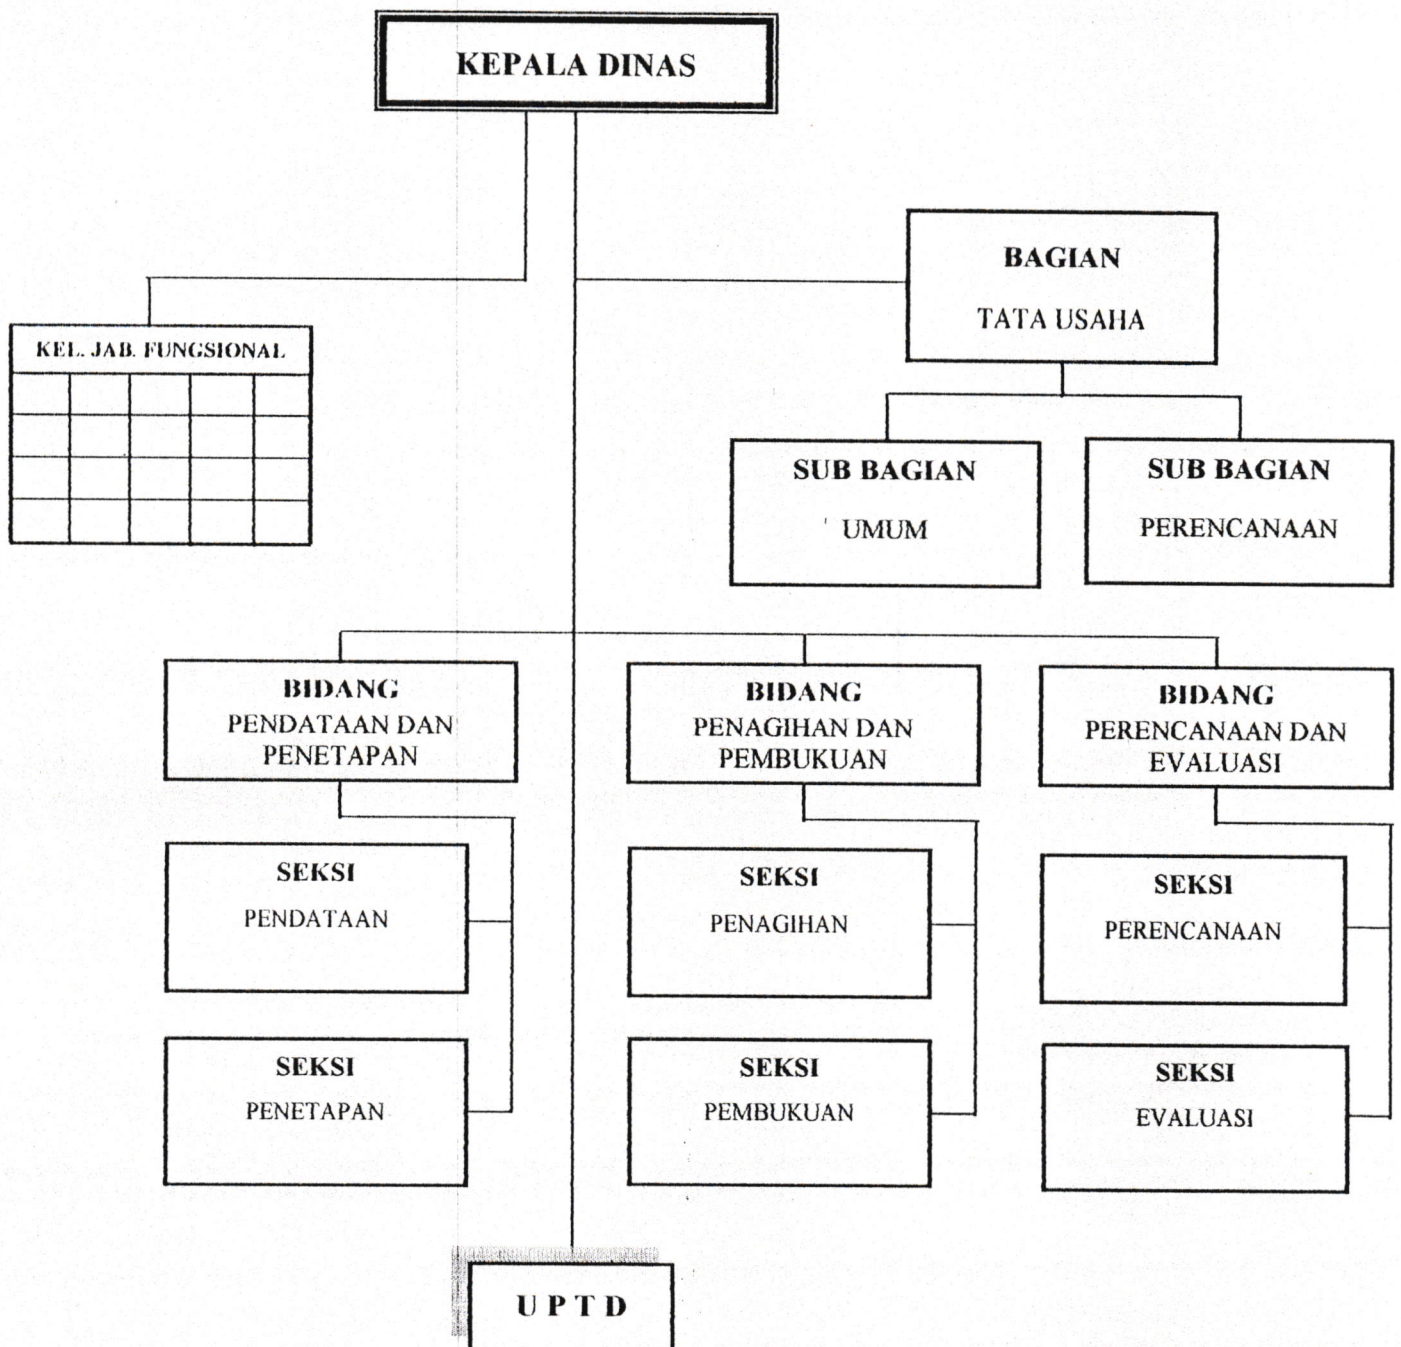 KEPALA DINAS
BAGIAN
TATA USAHA
KEL. JAB. FUNGSIONAL
SUB BAGIAN
UMUM
SUB BAGIAN
PERENCANAAN
BIDANG
PENDATAAN DAN
PENETAPAN
BIDANG
PENAGIHAN DAN
PEMBUKUAN
BIDANG
PERENCANAAN DAN
EVALUASI
SEKSI
PENDATAAN
SEKSI
PENAGIHAN
SEKSI
PERENCANAAN
SEKSI
PENETAPAN
SEKSI
PEMBUKUAN
SEKSI
EVALUASI
U P T D